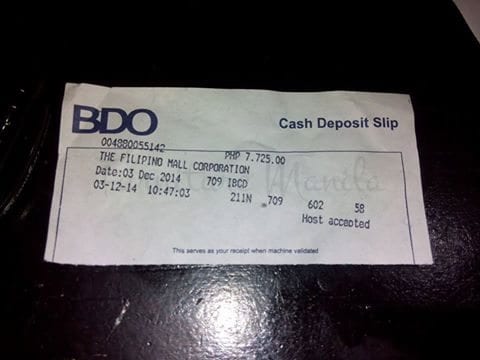 BDO
Cash Deposit Slip
004880055142 PHP 7,725.00
THE FILIPINO MALL CORPORATION
Date:03 Dec 2014 709 IBCD
03-12-14 10:47:03 211N 709 602 58
Host accepted
Manila
This serves as your receipt when machine validated